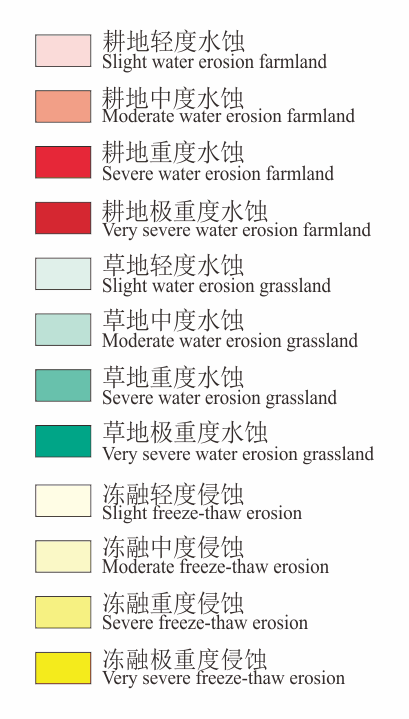 耕地轻度水蚀
Slight water erosion farmland
耕地中度水蚀
Moderate water erosion farmland
耕地重度水蚀
Severe water erosion farmland
耕地极重度水蚀
Very severe water erosion farmland
草地轻度水蚀
Slight water erosion grassland
草地中度水蚀
Moderate water erosion grassland
草地重度水蚀
Severe water erosion grassland
草地极重度水蚀
Very severe water erosion grassland
冻融轻度侵蚀
Slight freeze-thaw erosion
冻融中度侵蚀
Moderate freeze-thaw erosion
冻融重度侵蚀
Severe freeze-thaw erosion
冻融极重度侵蚀
Very severe freeze-thaw erosion